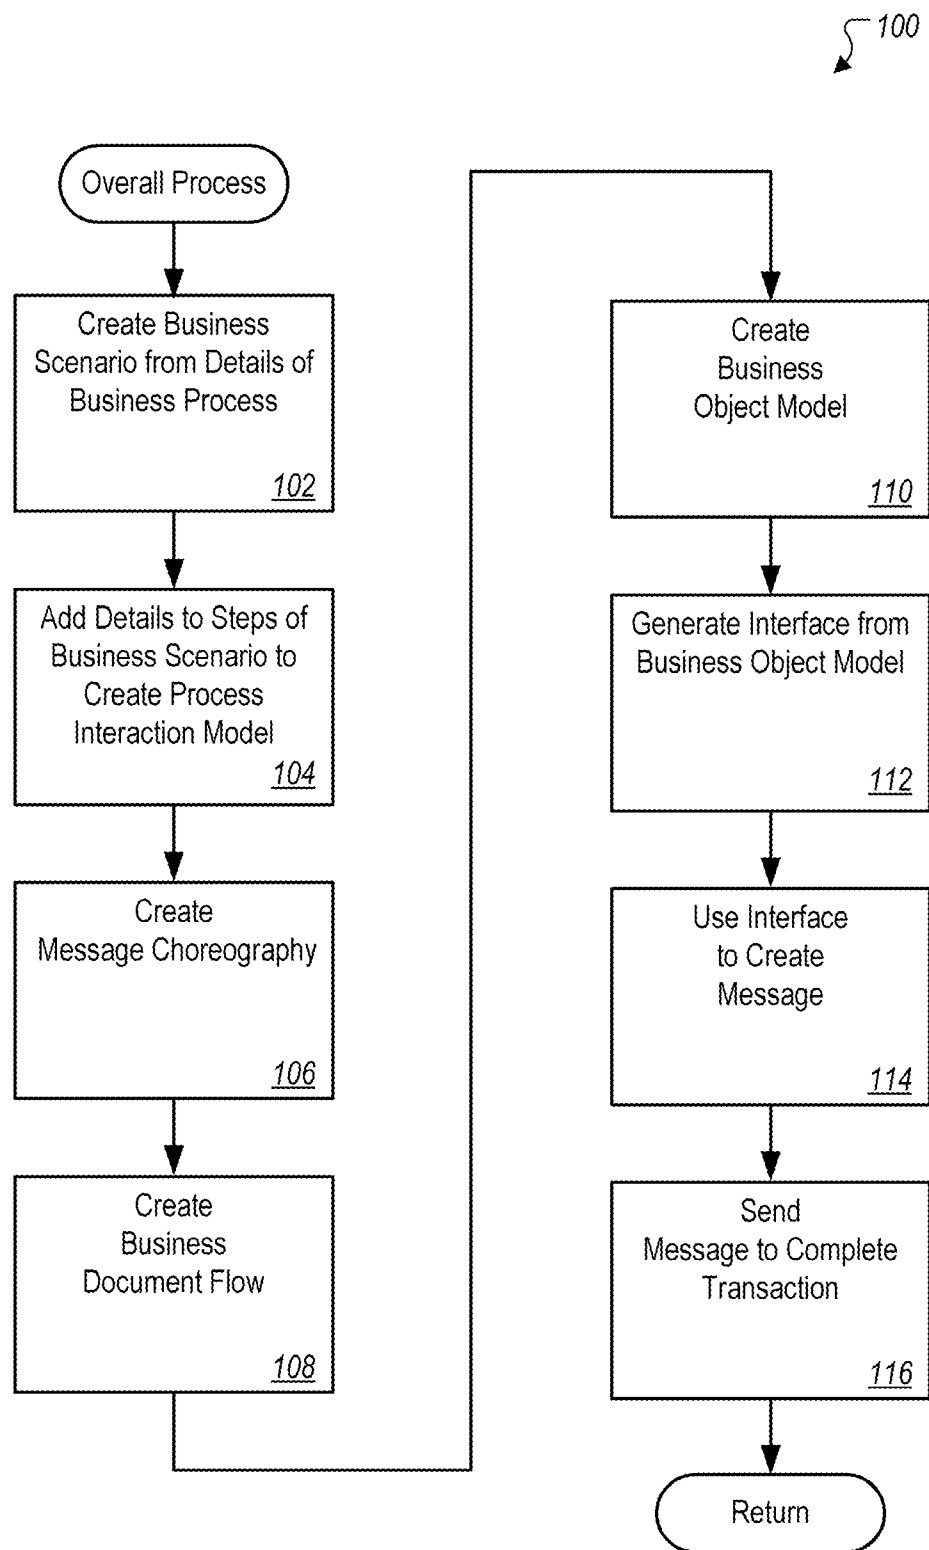 100
Overall Process
Create Business
Scenario from Details of
Business Process
102
Add Details to Steps of
Business Scenario to
Create Process
Interaction Model
104
Create
Message Choreography
106
Create
Business
Document Flow
108
Create
Business
Object Model
110
Generate Interface from
Business Object Model
112
Use Interface
to Create
Message
114
Send
Message to Complete
Transaction
116
Return